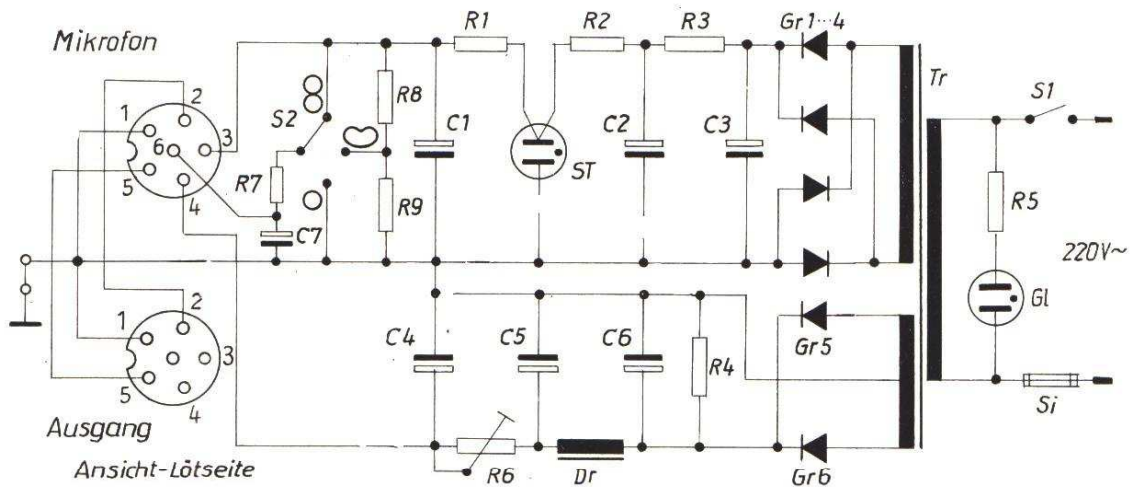 Mikrofon
R1
R2
R3
Gr1...4
Tr
S1
1
2
3
4
5
6
S2
R8
C1
ST
C2
C3
R7
R9
C7
R5
220V~
Gl
1
2
3
4
5
C4
C5
C6
R4
Gr5
Si
R6
Dr
Gr6
Ausgang
Ansicht-Lötseite